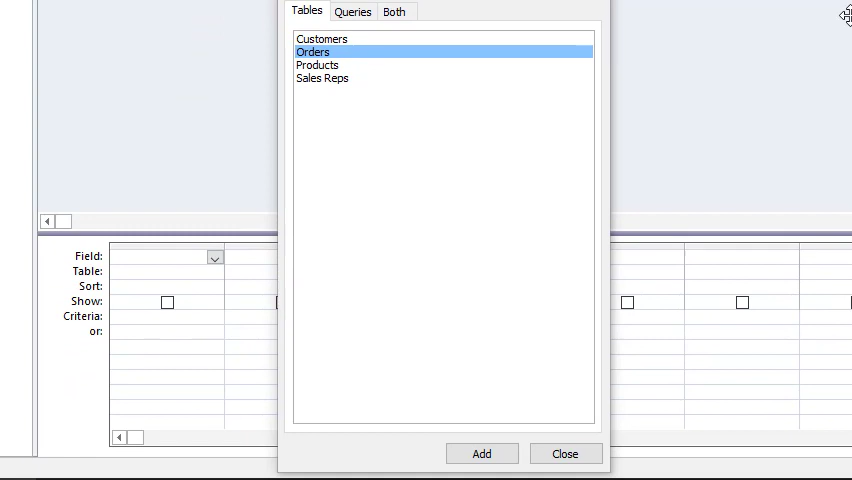 Tables Queries Both
Customers
Orders
Products
Sales Reps
Field:
Table:
Sort:
Show:
Criteria:
or:
Add Close